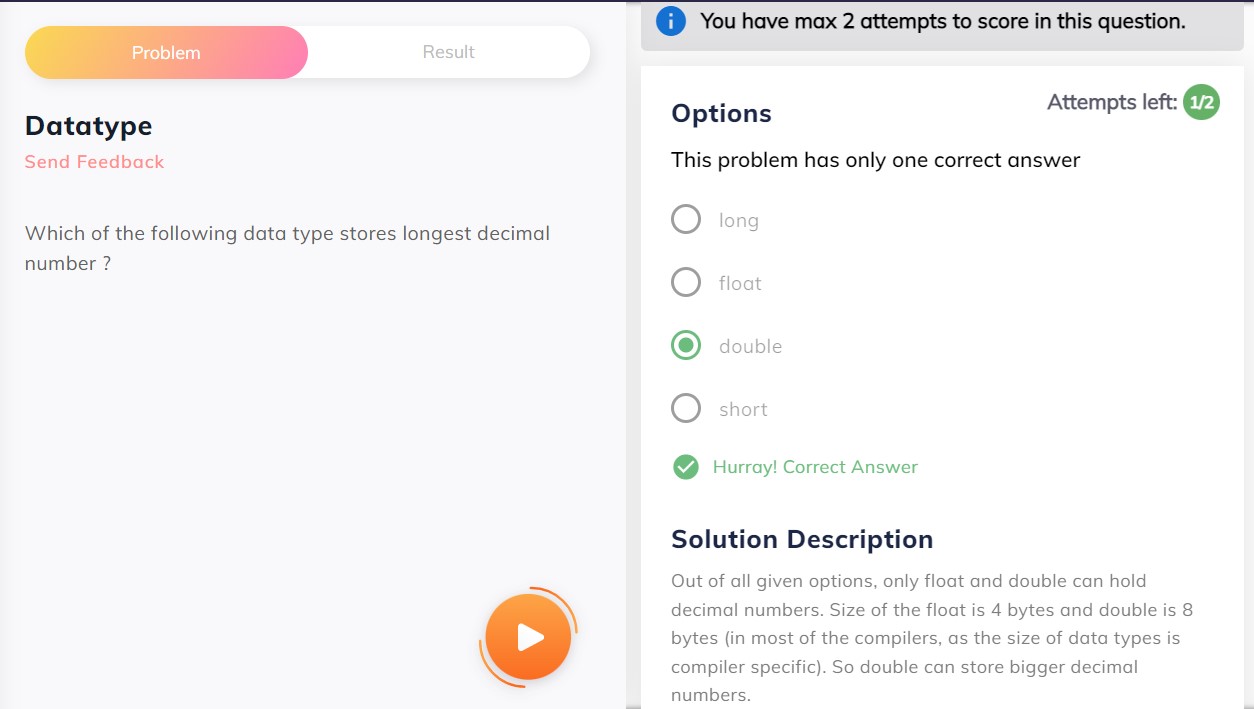 Problem
Result
Datatype
Send Feedback
Which of the following data type stores longest decimal
number ?
You have max 2 attempts to score in this question.
Attempts left: 1/2
Options
This problem has only one correct answer
long
float
double
short
Hurray! Correct Answer
Solution Description
Out of all given options, only float and double can hold
decimal numbers. Size of the float is 4 bytes and double is 8
bytes (in most of the compilers, as the size of data types is
compiler specific). So double can store bigger decimal
numbers.